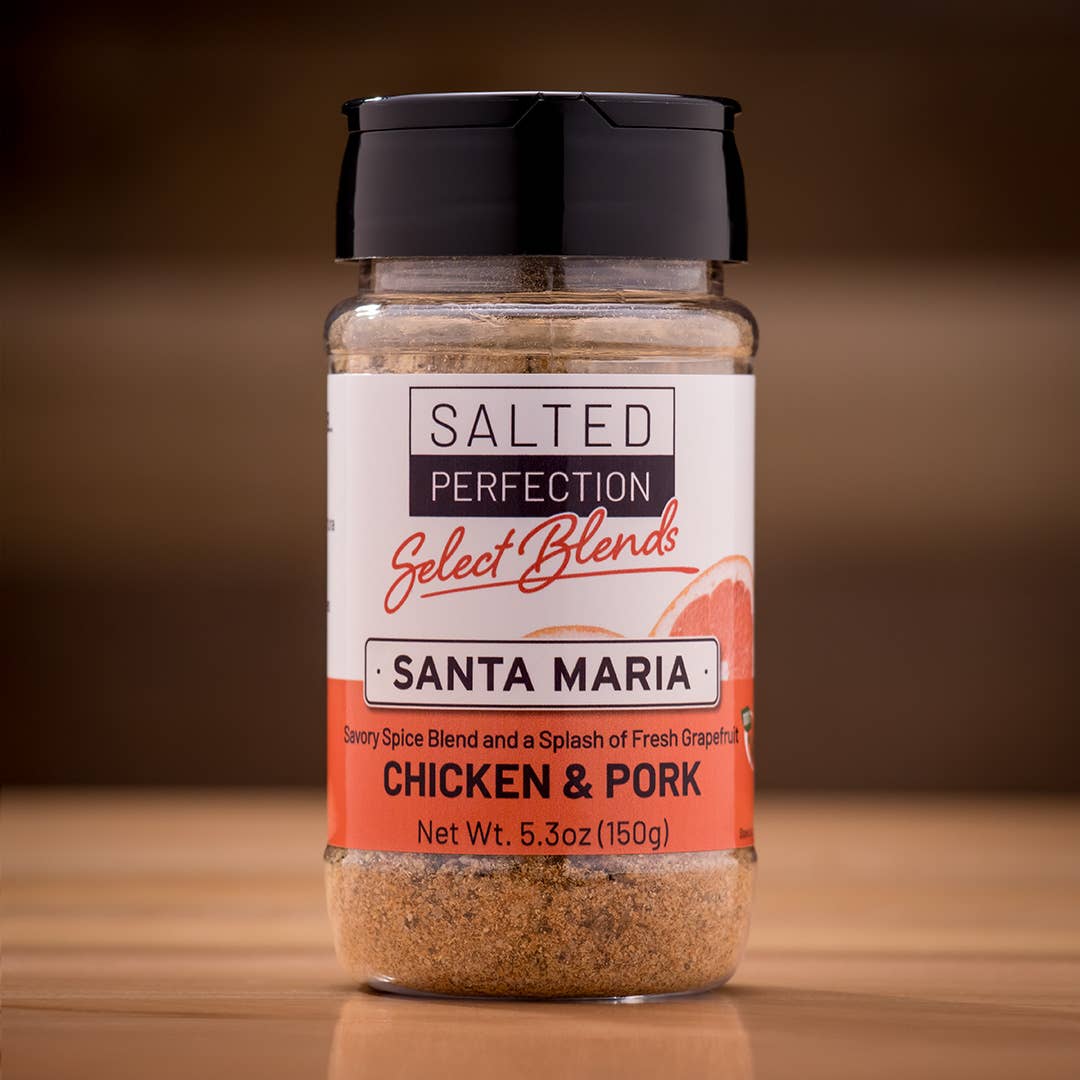 SALTED
PERFECTION
Select Blends
· SANTA MARIA ·
Savory Spice Blend and a Splash of Fresh Grapefruit
CHICKEN & PORK
Net Wt. 5.3oz (150g)